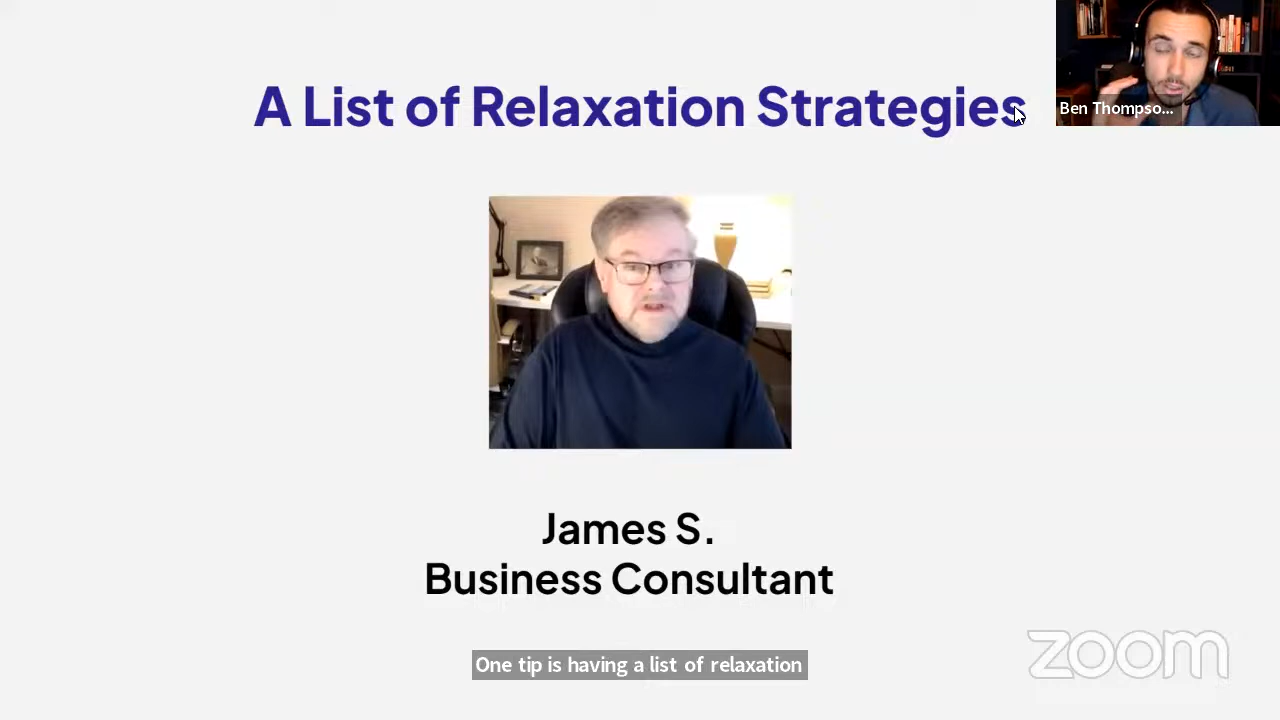 A List of Relaxation Strategies
Ben Thompso...
James S.
Business Consultant
One tip is having a list of relaxation
zoom